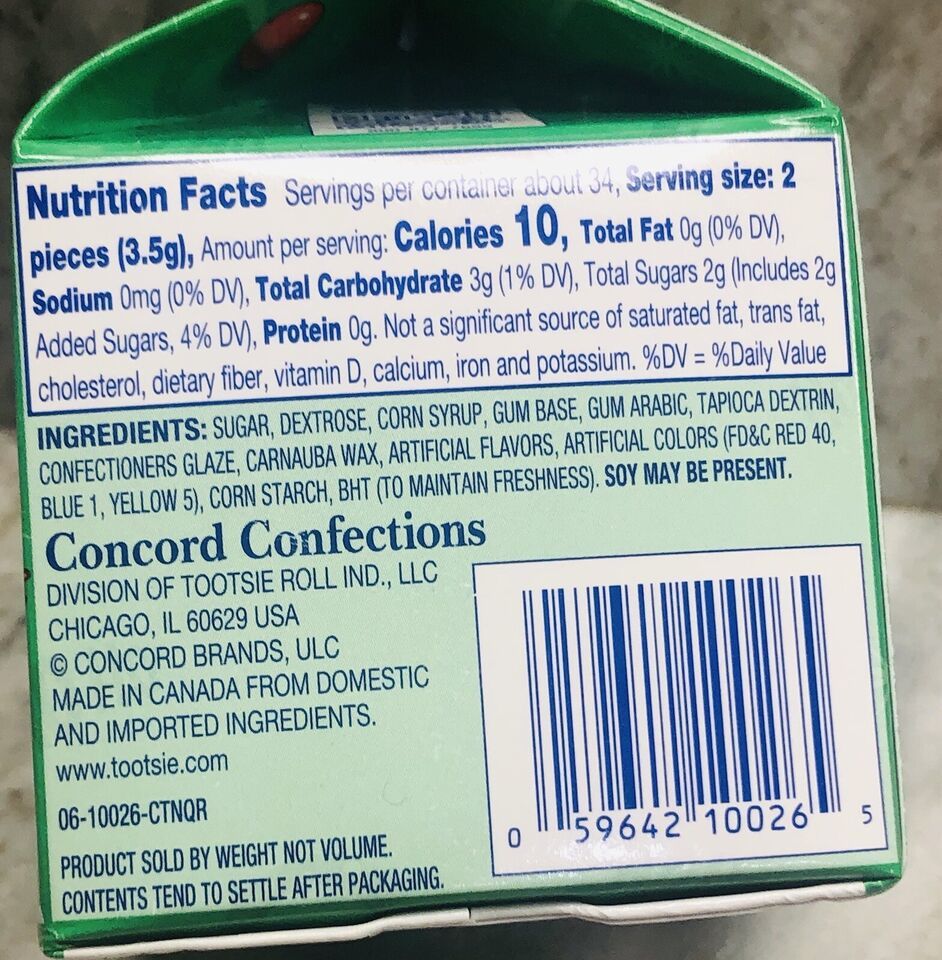 Nutrition Facts Servings per container about 34, Serving size: 2
pieces (3.5g), Amount per serving: Calories 10, Total Fat 0g (0% DV),
Sodium 0mg (0% DV), Total Carbohydrate 3g (1% DV), Total Sugars 2g (Includes 2g
Added Sugars, 4% DV), Protein 0g. Not a significant source of saturated fat, trans fat,
cholesterol, dietary fiber, vitamin D, calcium, iron and potassium. %DV = %Daily Value
INGREDIENTS: SUGAR, DEXTROSE, CORN SYRUP, GUM BASE, GUM ARABIC, TAPIOCA DEXTRIN,
CONFECTIONERS GLAZE, CARNAUBA WAX, ARTIFICIAL FLAVORS, ARTIFICIAL COLORS (FD&C RED 40,
BLUE 1, YELLOW 5), CORN STARCH, BHT (TO MAINTAIN FRESHNESS). SOY MAY BE PRESENT.
Concord Confections
DIVISION OF TOOTSIE ROLL IND., LLC
CHICAGO, IL 60629 USA
© CONCORD BRANDS, ULC
MADE IN CANADA FROM DOMESTIC
AND IMPORTED INGREDIENTS.
www.tootsie.com
06-10026-CTNQR
PRODUCT SOLD BY WEIGHT NOT VOLUME.
CONTENTS TEND TO SETTLE AFTER PACKAGING.
0 59642 10026 5